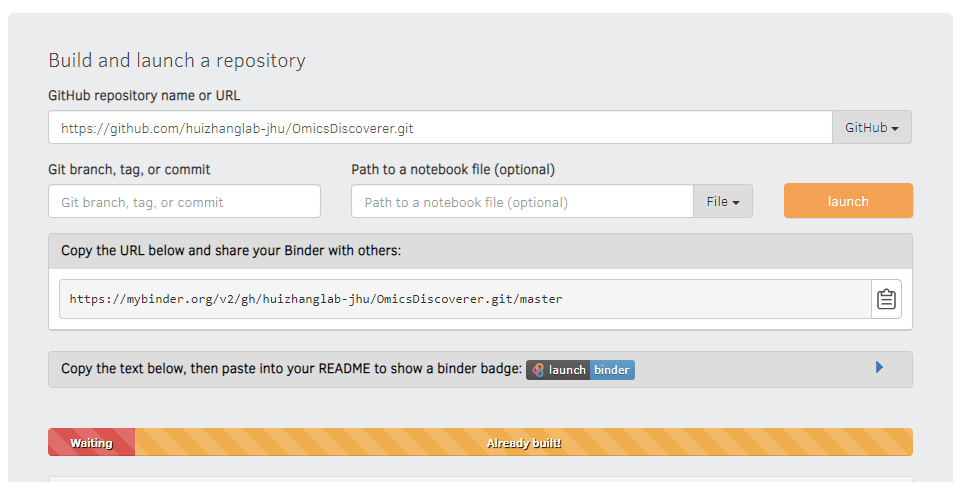 Build and launch a repository
GitHub repository name or URL
https://github.com/huizhanglab-jhu/OmicsDiscoverer.git
GitHub
Git branch, tag, or commit
Path to a notebook file (optional)
Git branch, tag, or commit
Path to a notebook file (optional)
File
launch
Copy the URL below and share your Binder with others:
https://mybinder.org/v2/gh/huizhanglab-jhu/OmicsDiscoverer.git/master
Copy the text below, then paste into your README to show a binder badge: launch binder
Waiting
Already built!